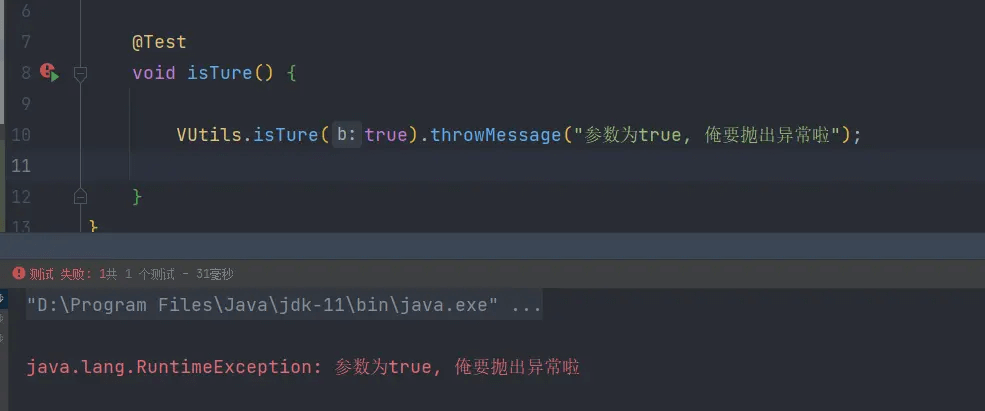 6
7 @Test
8 void isTure() {
9
10 VUtils.isTure( b: true).throwMessage("参数为true, 俺要抛出异常啦");
11
12 }
13 }
测试 失败: 1共 1 个测试 - 31毫秒
"D:\Program Files\Java\jdk-11\bin\java.exe" ...
java.lang.RuntimeException: 参数为true, 俺要抛出异常啦